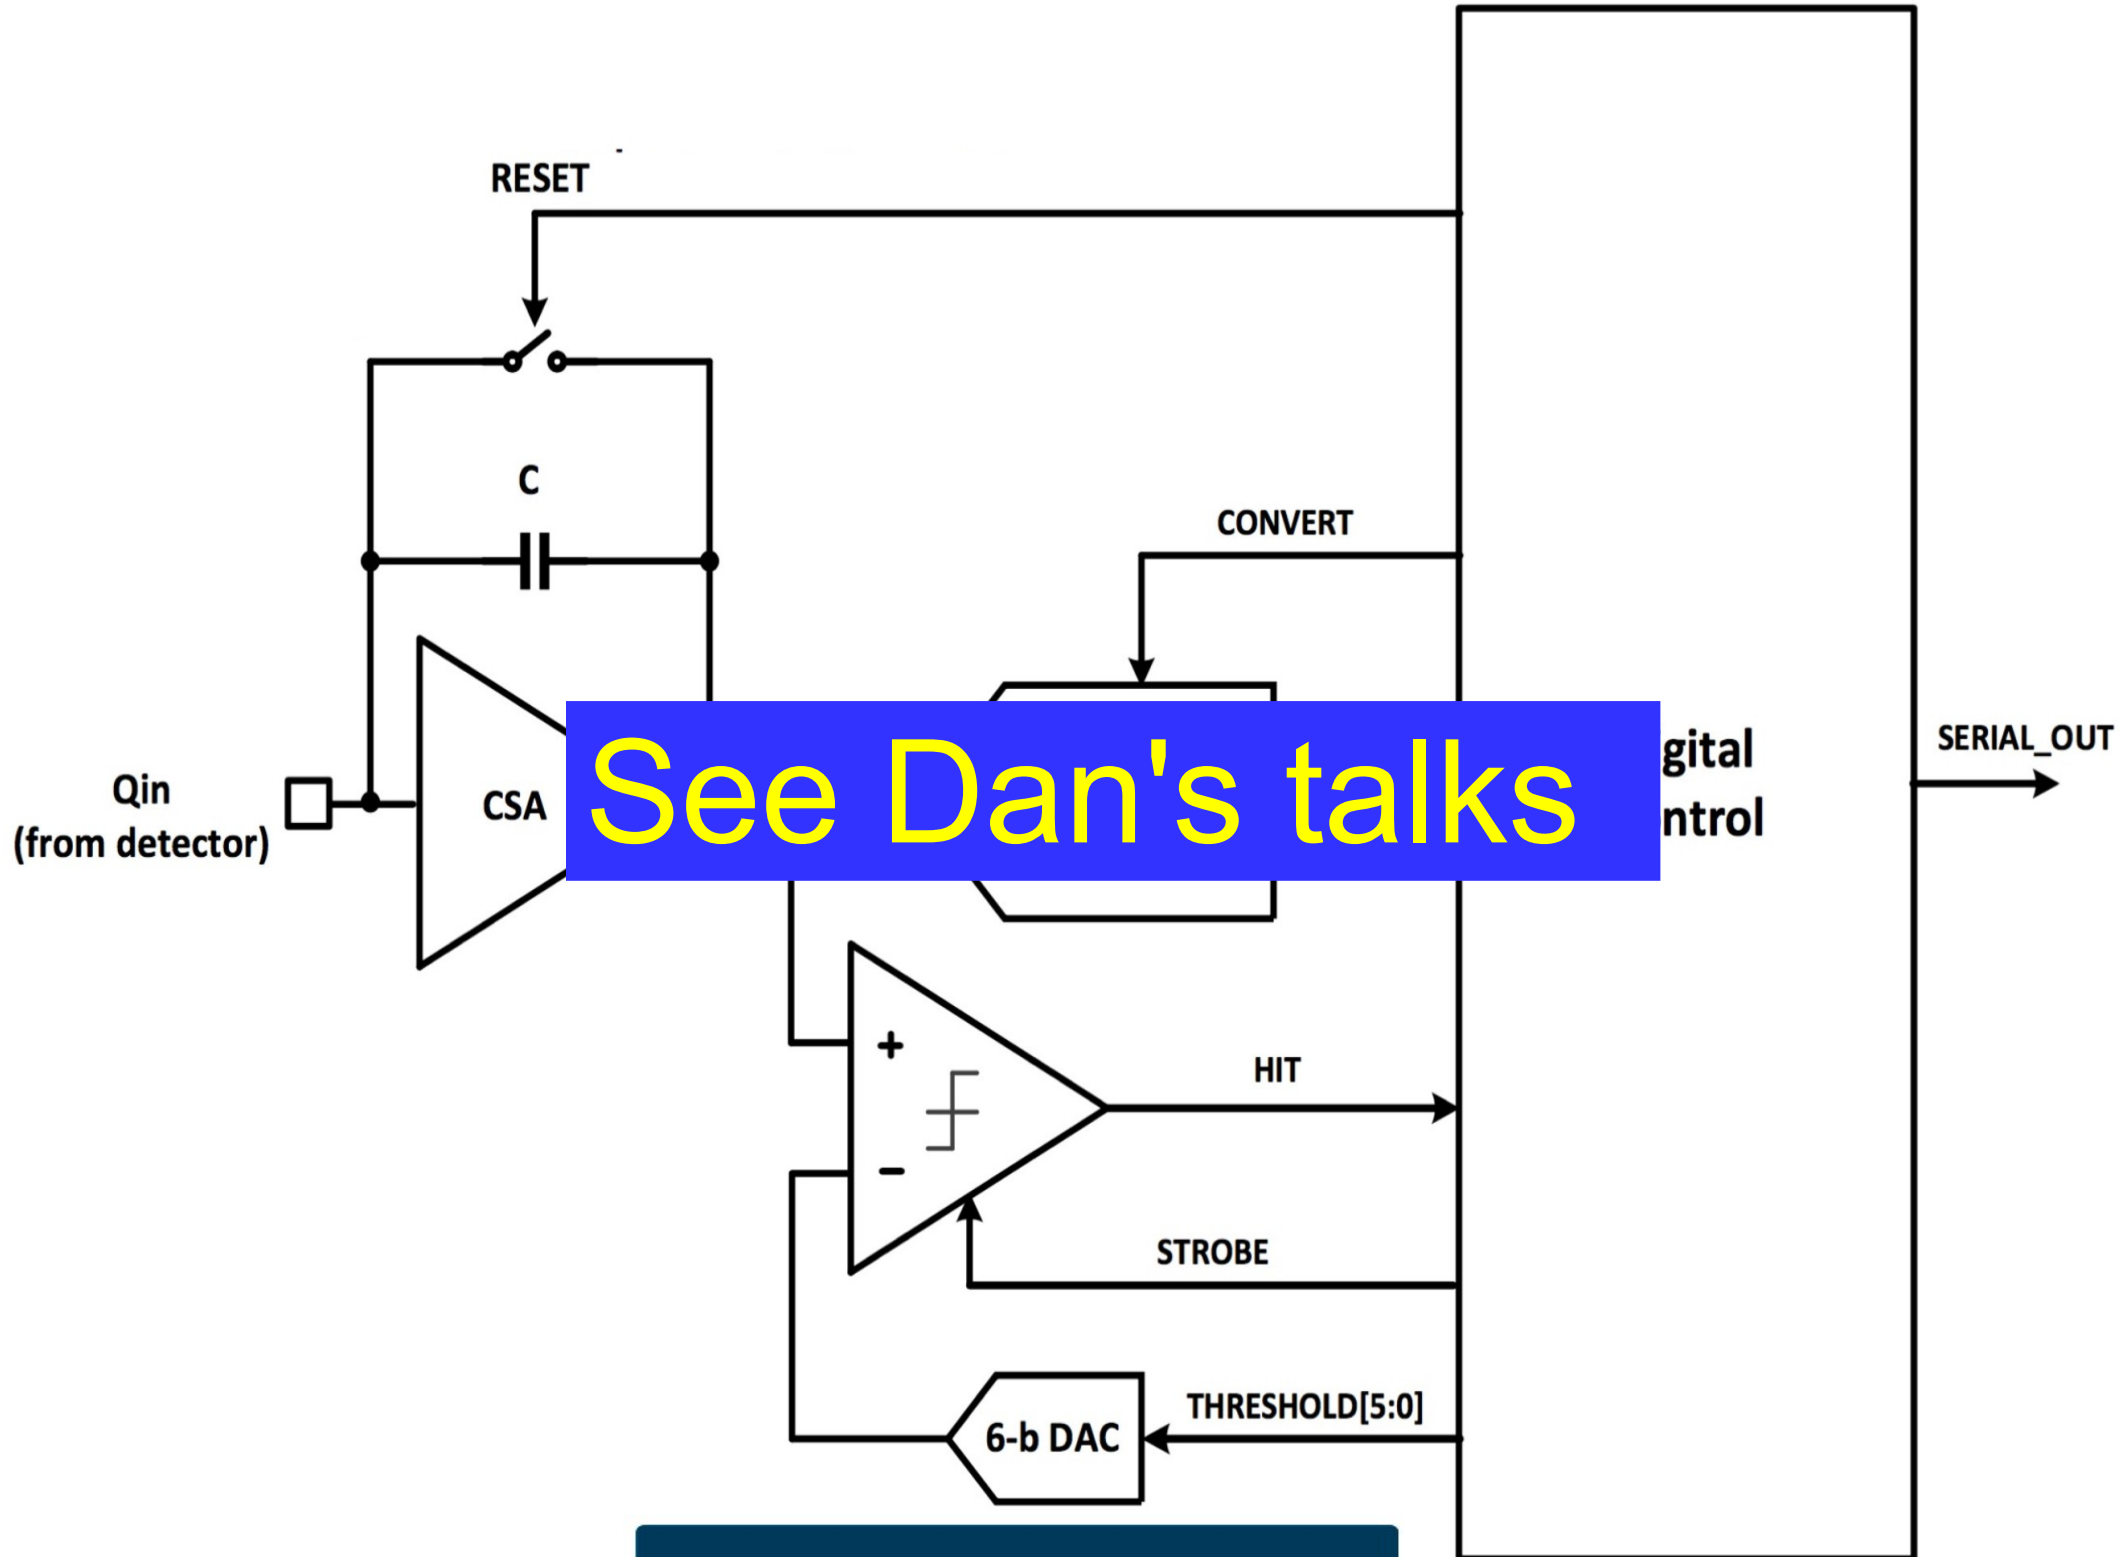 RESET
C
CONVERT
Qin
(from detector)
CSA
See Dan's talks
gital
ntrol
SERIAL_OUT
+
HIT
−
STROBE
THRESHOLD[5:0]
6-b DAC